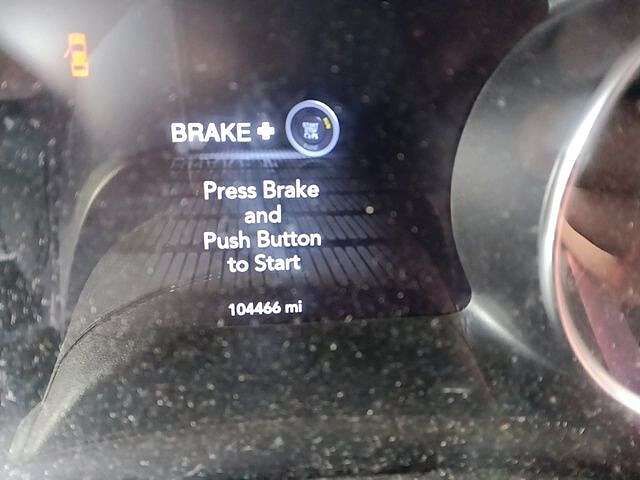 BRAKE +
Press Brake
and
Push Button
to Start
104466 mi